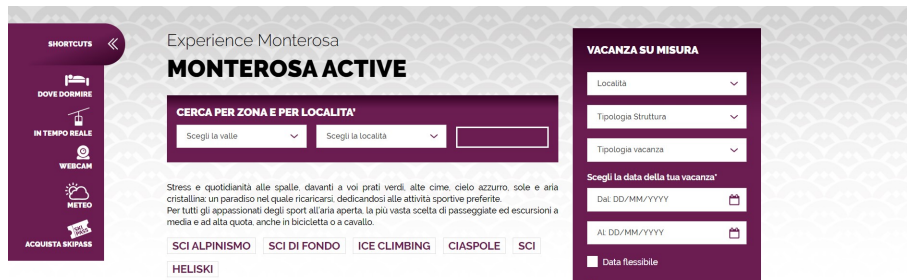 SHORTCUTS
DOVE DORMIRE
IN TEMPO REALE
WEBCAM
METEO
SKI
PASS
ACQUISTA SKIPASS
Experience Monterosa
MONTEROSA ACTIVE
CERCA PER ZONA E PER LOCALITA'
Scegli la valle
Scegli la località
Stress e quotidianità alle spalle, davanti a voi prati verdi, alte cime, cielo azzurro, sole e aria
cristallina: un paradiso nel quale ricaricarsi, dedicandosi alle attività sportive preferite.
Per tutti gli appassionati degli sport all'aria aperta, la più vasta scelta di passeggiate ed escursioni a
media e ad alta quota, anche in bicicletta o a cavallo.
SCI ALPINISMO SCI DI FONDO ICE CLIMBING CIASPOLE SCI
HELISKI
VACANZA SU MISURA
Località
Tipologia Struttura
Tipologia vacanza
Scegli la data della tua vacanza*
Dal: DD/MM/YYYY
Al: DD/MM/YYYY
Data flessibile